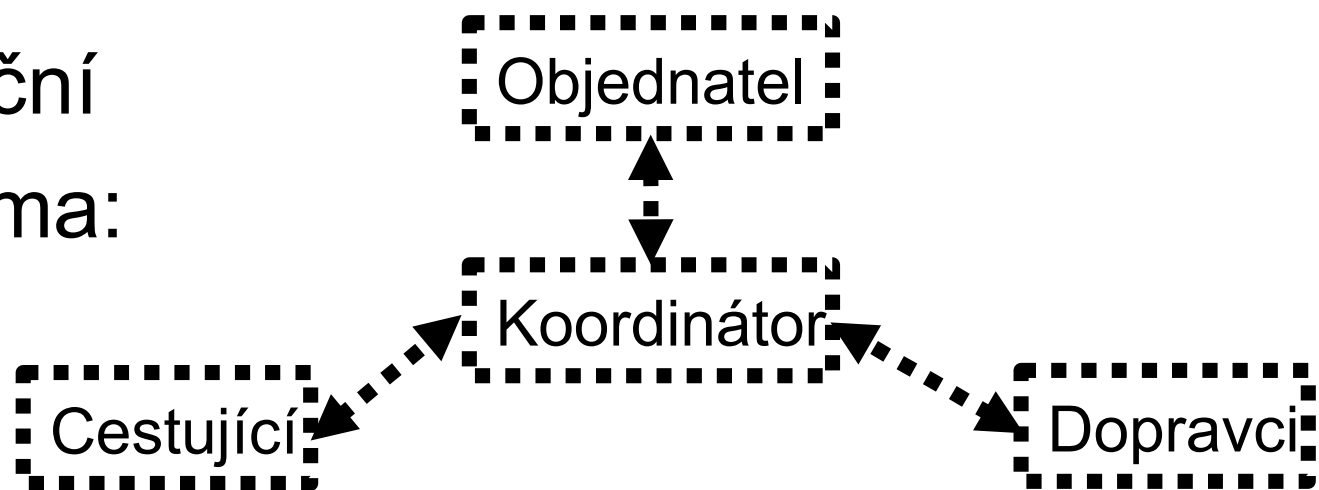 ční
ma:
Objednatel
Koordinátor
Cestující
Dopravci